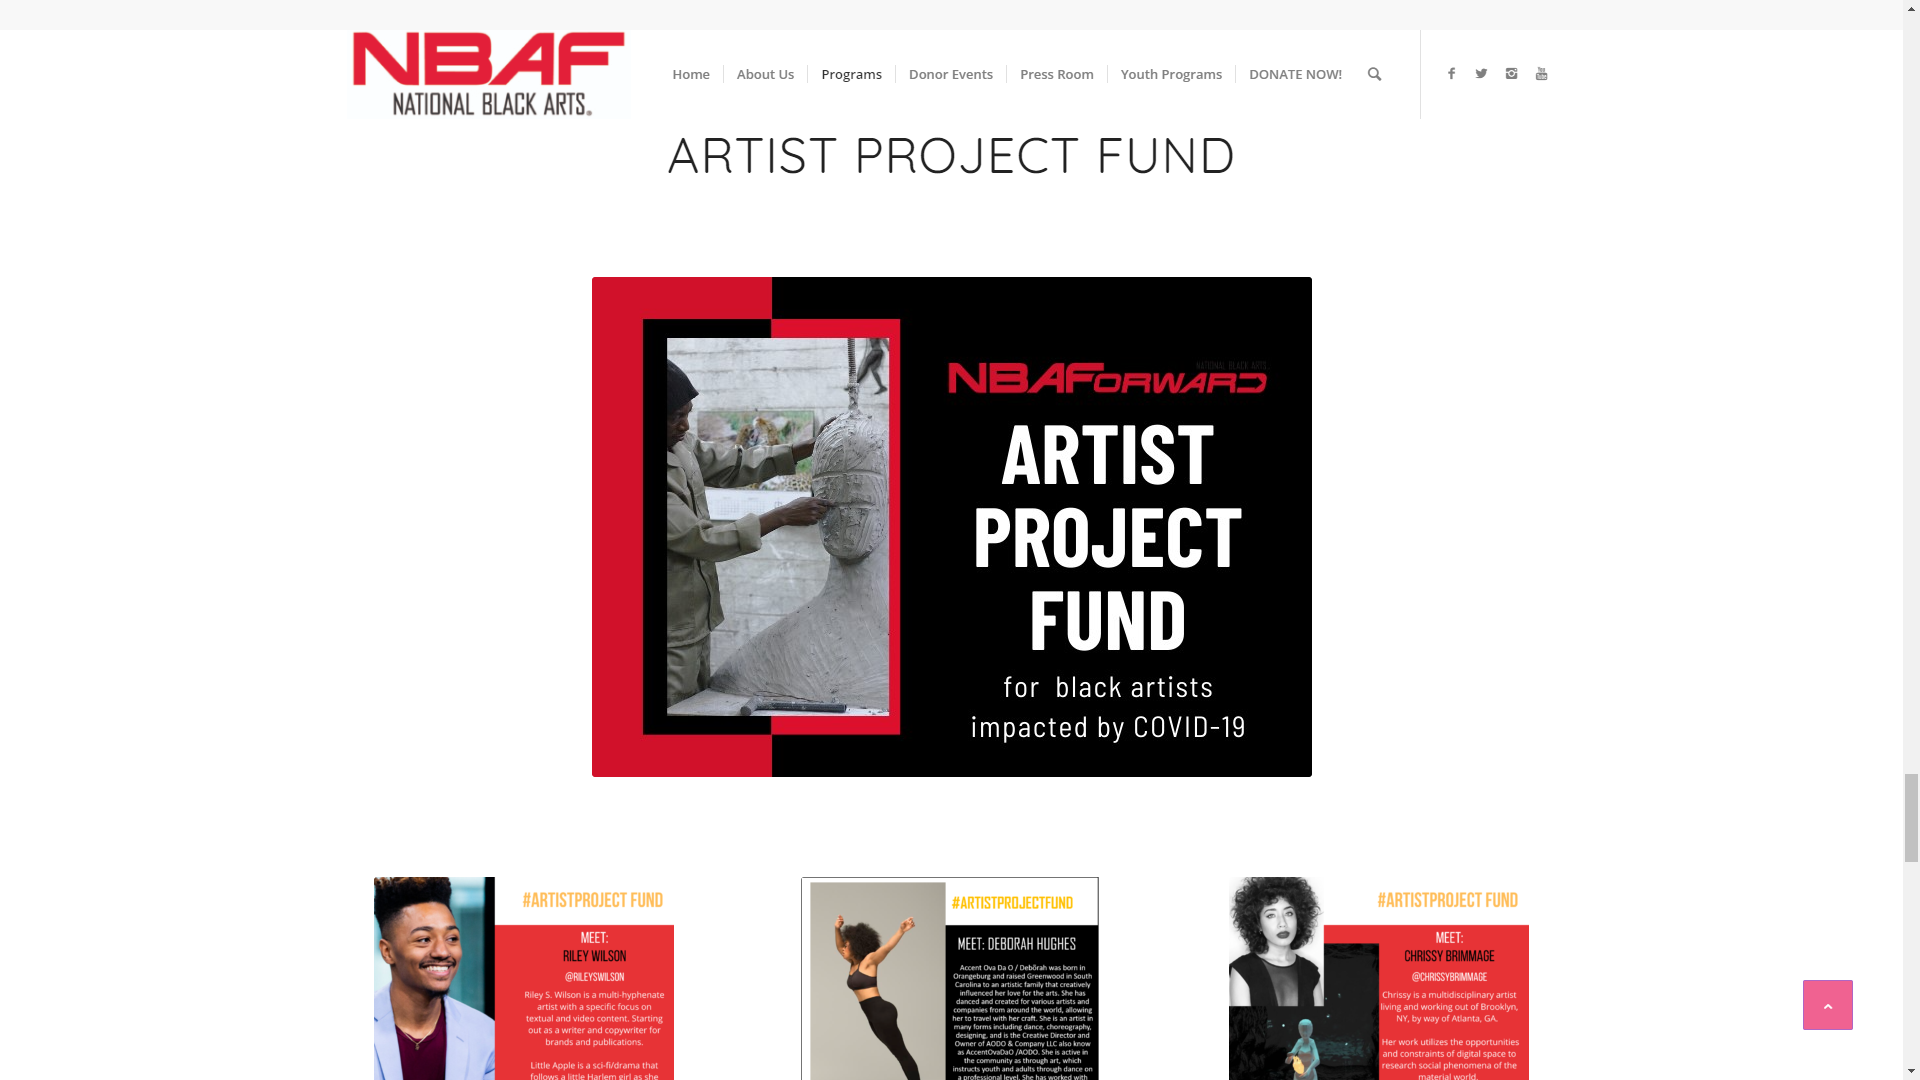 NBAF
NATIONAL BLACK ARTS®
Home
About Us
Programs
Donor Events
Press Room
Youth Programs
DONATE NOW!
ARTIST PROJECT FUND
NATIONAL BLACK ARTS
NBAFORWARD
ARTIST
PROJECT
FUND
for black artists
impacted by COVID-19
#ARTISTPROJECT FUND
MEET:
RILEY WILSON
@RILEYSWILSON
Riley S. Wilson is a multi-hyphenate
artist with a specific focus on
textual and video content. Starting
out as a writer and copywriter for
brands and publications.
Little Apple is a sci-fi/drama that
follows a little Harlem girl as she
#ARTISTPROJECTFUND
MEET: DEBORAH HUGHES
Accent Ova Da O / Debōrah was born in
Orangeburg and raised Greenwood in South
Carolina to an artistic family that creatively
influenced her love for the arts. She has
danced and created for various artists and
companies from around the world, allowing
her to travel with her craft. She is an artist in
many forms including dance, choreography,
designing, and is the Creative Director and
Owner of AODO & Company LLC also know
as AccentOvaDaO /AODO. She is active in
the community as through art, which
instructs youth and adults through dance on
a professional level. She has worked with
#ARTISTPROJECT FUND
MEET:
CHRISSY BRIMMAGE
@CHRISSYBRIMMAGE
Chrissy is a multidisciplinary artist
living and working out of Brooklyn,
NY, by way of Atlanta, GA.
Her work utilizes the opportunities
and constraints of digital space to
research social phenomena of the
material world.